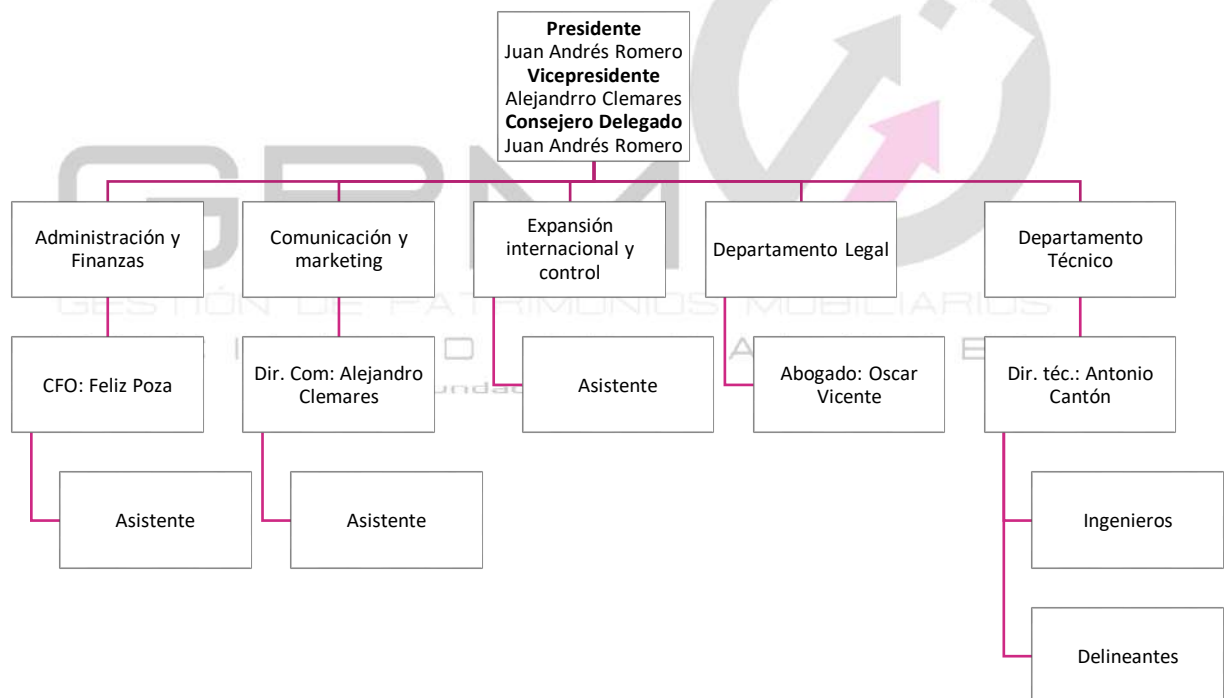 Presidente
Juan Andrés Romero
Vicepresidente
Alejandrro Clemares
Consejero Delegado
Juan Andrés Romero
Administración y
Finanzas
Comunicación y
marketing
Expansión
internacional y
control
Departamento Legal
Departamento
Técnico
GPM
GESTIÓN DE PATRIMONIOS MOBILIARIOS
CFO: Feliz Poza
Dir. Com: Alejandro
Clemares
Asistente
Abogado: Oscar
Vicente
Dir. téc.: Antonio
Cantón
Asistente
Asistente
Ingenieros
Delineantes